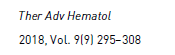 Ther Adv Hematol
2018, Vol. 9(9) 295–308